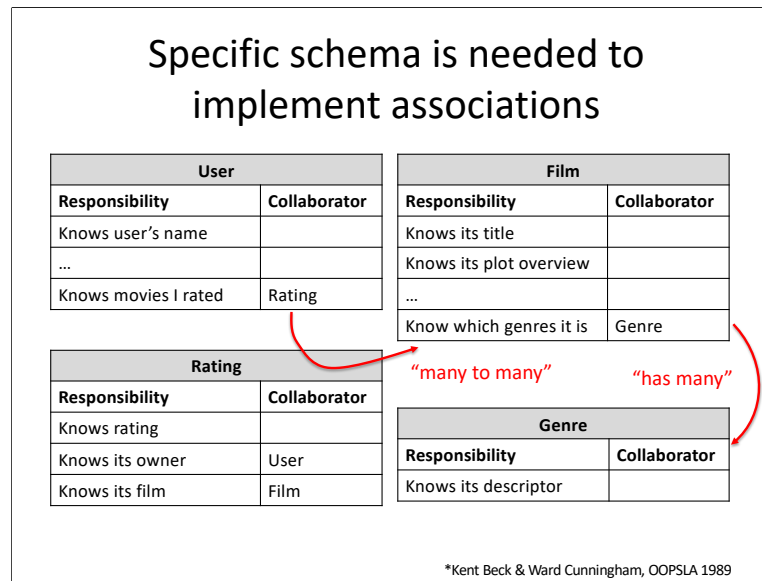 Specific schema is needed to
implement associations
User
Responsibility Collaborator
Knows user's name
...
Knows movies I rated Rating
Film
Responsibility Collaborator
Knows its title
Knows its plot overview
...
Know which genres it is Genre
"many to many" "has many"
Rating
Responsibility Collaborator
Knows rating
Knows its owner User
Knows its film Film
Genre
Responsibility Collaborator
Knows its descriptor
*Kent Beck & Ward Cunningham, OOPSLA 1989